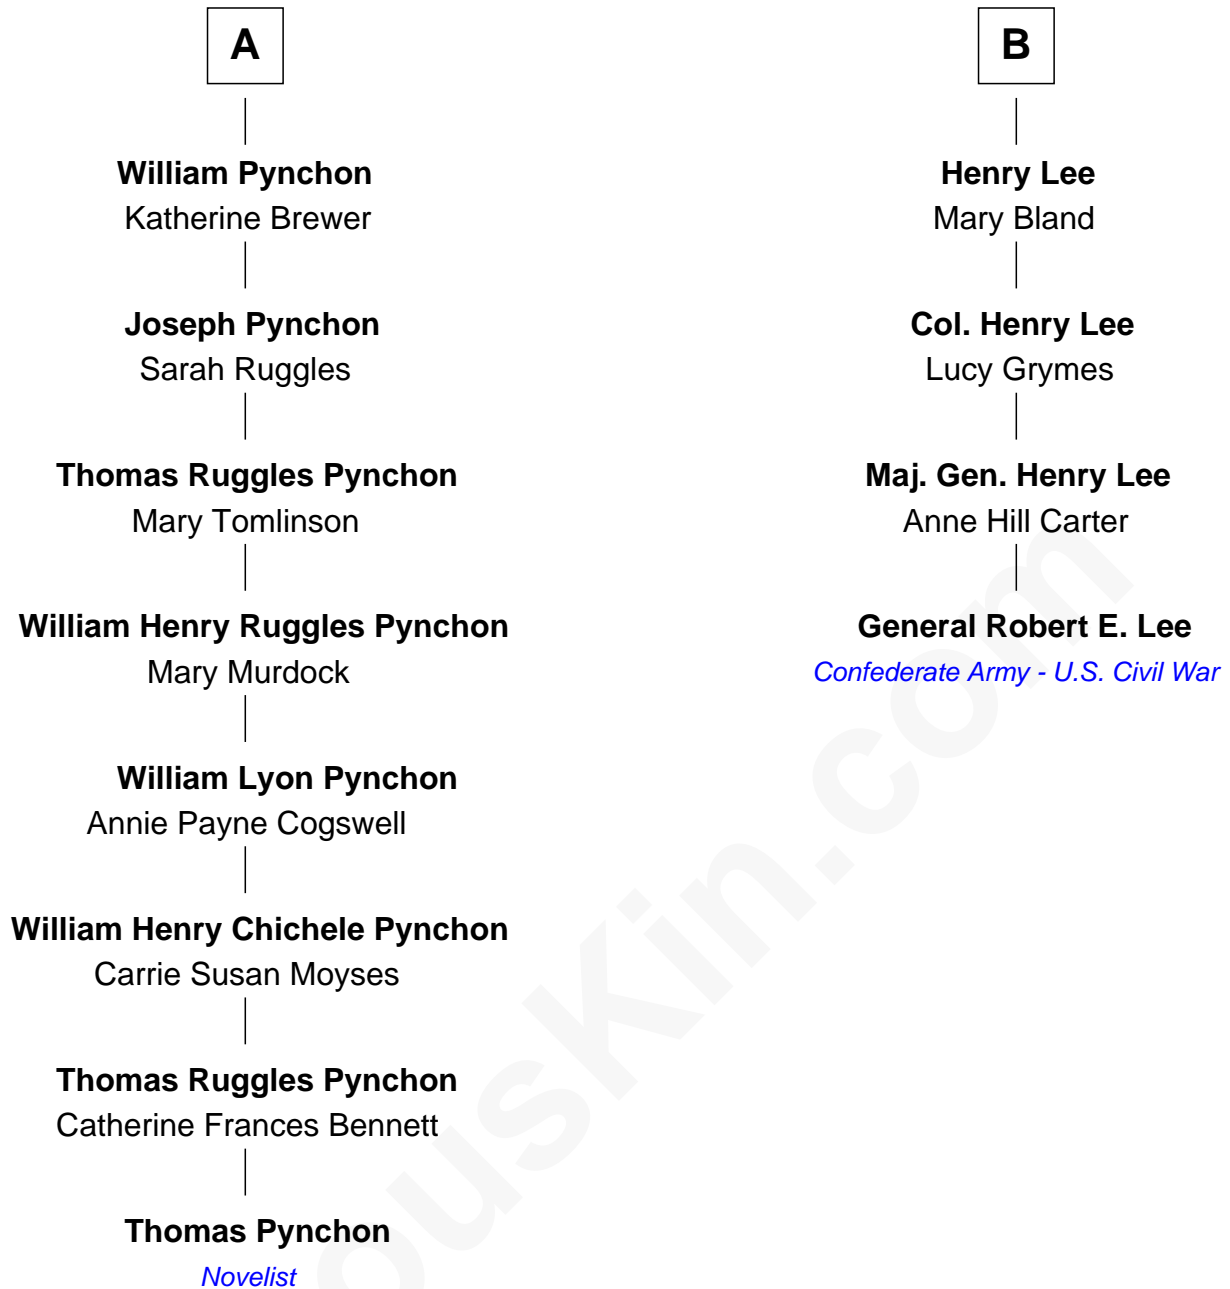 A
William Pynchon
Katherine Brewer
Joseph Pynchon
Sarah Ruggles
Thomas Ruggles Pynchon
Mary Tomlinson
William Henry Ruggles Pynchon
Mary Murdock
William Lyon Pynchon
Annie Payne Cogswell
William Henry Chichele Pynchon
Carrie Susan Moyses
Thomas Ruggles Pynchon
Catherine Frances Bennett
Thomas Pynchon
Novelist
B
Henry Lee
Mary Bland
Col. Henry Lee
Lucy Grymes
Maj. Gen. Henry Lee
Anne Hill Carter
General Robert E. Lee
Confederate Army - U.S. Civil War
ousKin.com